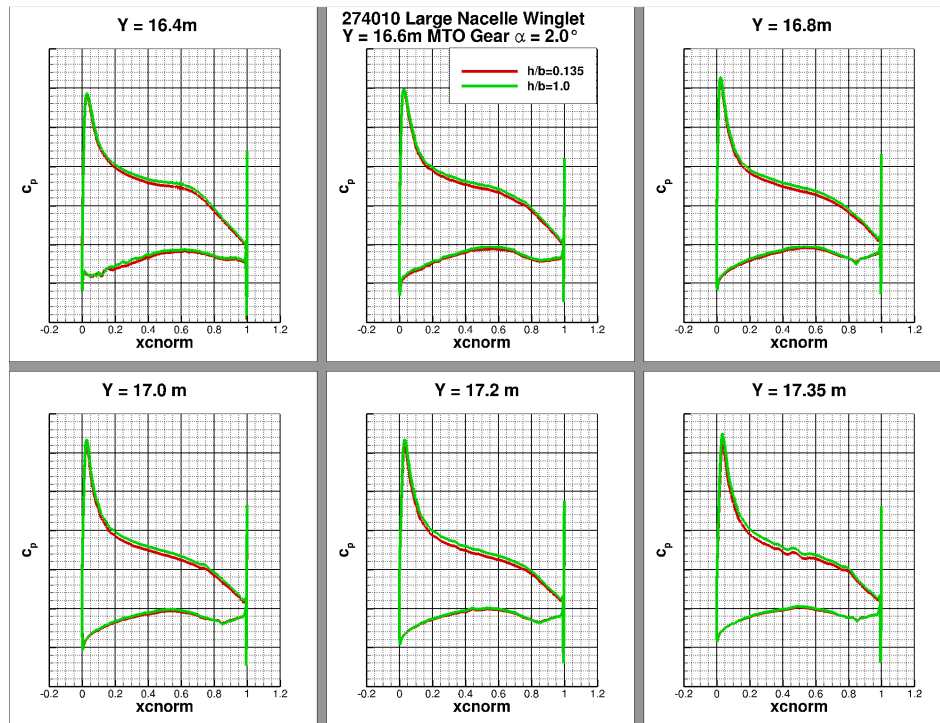 Y = 16.4m
274010 Large Nacelle Winglet
Y = 16.6m MTO Gear α = 2.0°
Y = 16.8m
h/b=0.135
h/b=1.0
c_p
c_p
c_p
-0.2 0 0.2 0.4 0.6 0.8 1 1.2
-0.2 0 0.2 0.4 0.6 0.8 1 1.2
-0.2 0 0.2 0.4 0.6 0.8 1 1.2
xcnorm
xcnorm
xcnorm
Y = 17.0 m
Y = 17.2 m
Y = 17.35 m
c_p
c_p
c_p
-0.2 0 0.2 0.4 0.6 0.8 1 1.2
-0.2 0 0.2 0.4 0.6 0.8 1 1.2
-0.2 0 0.2 0.4 0.6 0.8 1 1.2
xcnorm
xcnorm
xcnorm